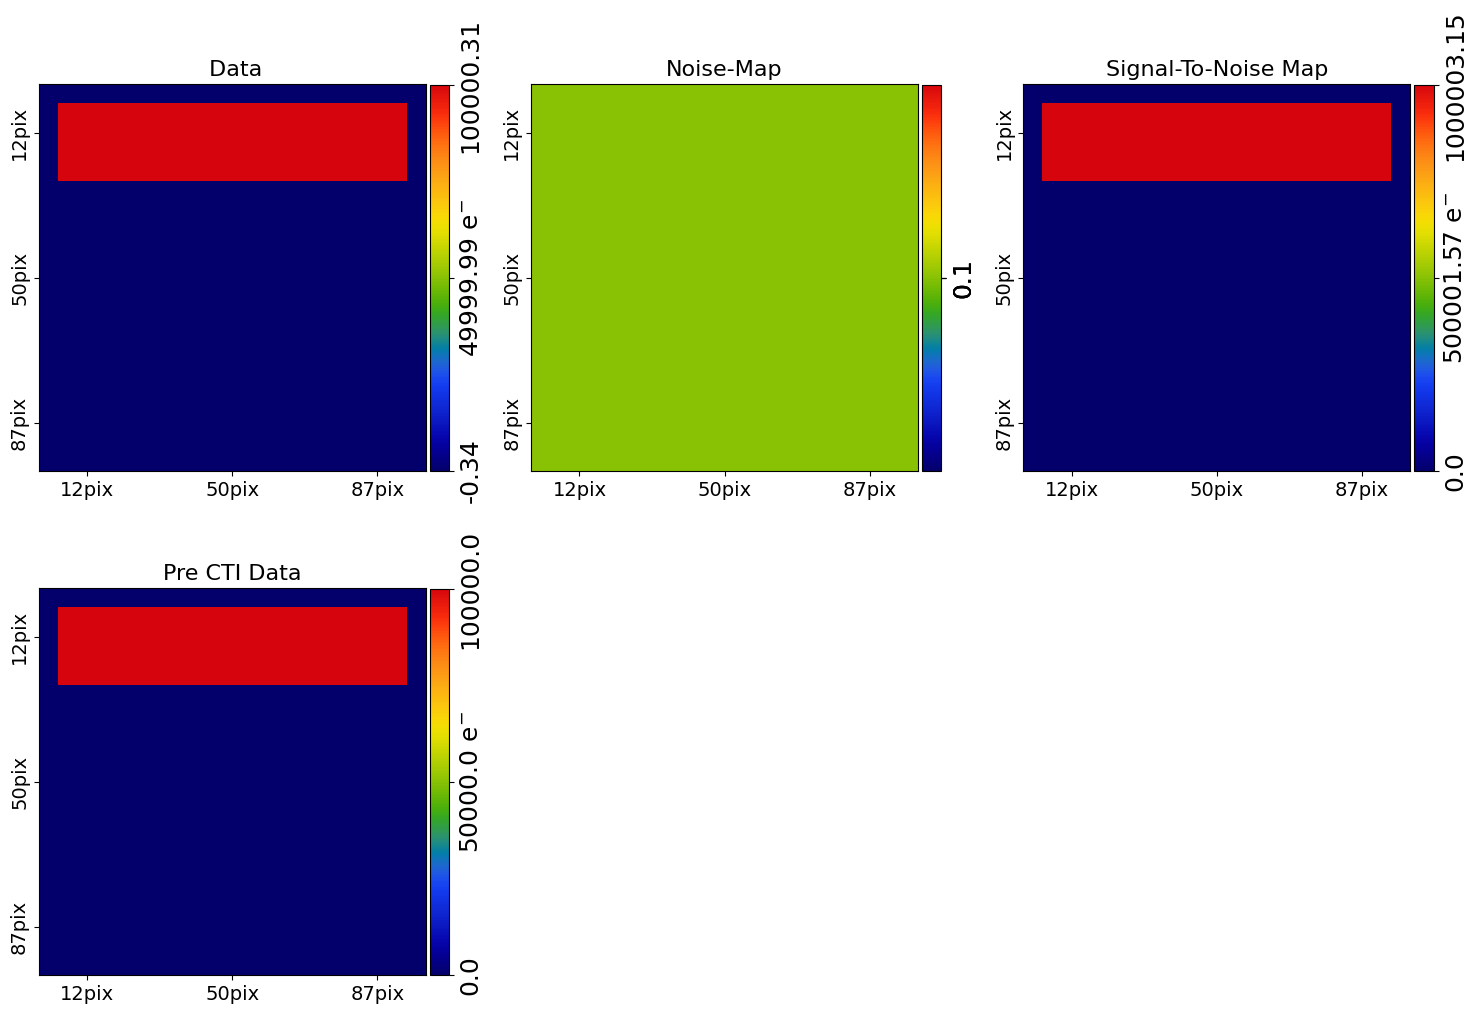 Data
12pix
50pix
87pix
12pix 50pix 87pix
100000.31
49999.99 e⁻
-0.34
Noise-Map
12pix
50pix
87pix
12pix 50pix 87pix
0.1
Signal-To-Noise Map
12pix
50pix
87pix
12pix 50pix 87pix
1000003.15
500001.57 e⁻
0.0
Pre CTI Data
12pix
50pix
87pix
12pix 50pix 87pix
100000.0
50000.0 e⁻
0.0